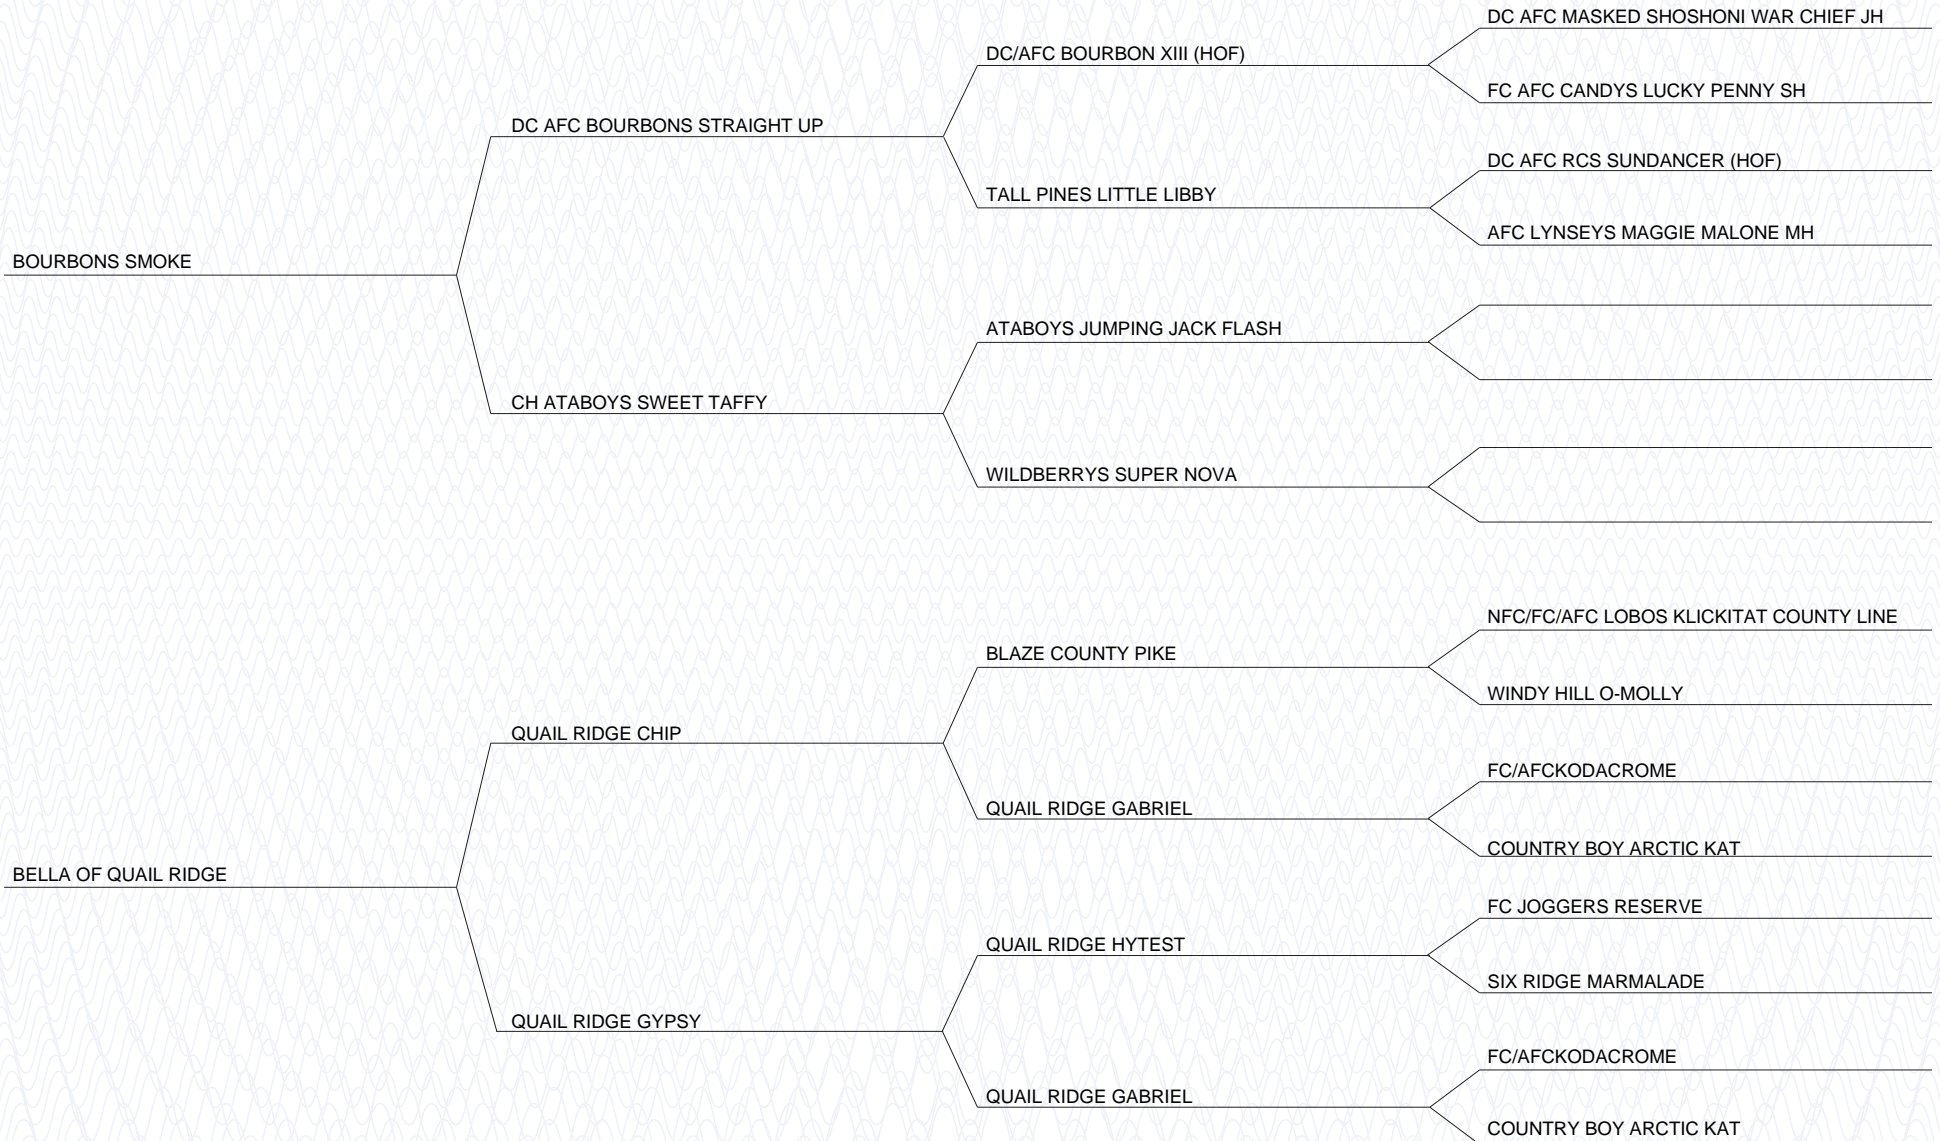 DC AFC MASKED SHOSHONI WAR CHIEF JH
DC/AFC BOURBON XIII (HOF)
FC AFC CANDYS LUCKY PENNY SH
DC AFC BOURBONS STRAIGHT UP
DC AFC RCS SUNDANCER (HOF)
TALL PINES LITTLE LIBBY
AFC LYNSEYS MAGGIE MALONE MH
BOURBONS SMOKE
ATABOYS JUMPING JACK FLASH
CH ATABOYS SWEET TAFFY
WILDBERRYS SUPER NOVA
NFC/FC/AFC LOBOS KLICKITAT COUNTY LINE
BLAZE COUNTY PIKE
WINDY HILL O-MOLLY
QUAIL RIDGE CHIP
FC/AFCKODACROME
QUAIL RIDGE GABRIEL
COUNTRY BOY ARCTIC KAT
BELLA OF QUAIL RIDGE
FC JOGGERS RESERVE
QUAIL RIDGE HYTEST
SIX RIDGE MARMALADE
QUAIL RIDGE GYPSY
FC/AFCKODACROME
QUAIL RIDGE GABRIEL
COUNTRY BOY ARCTIC KAT